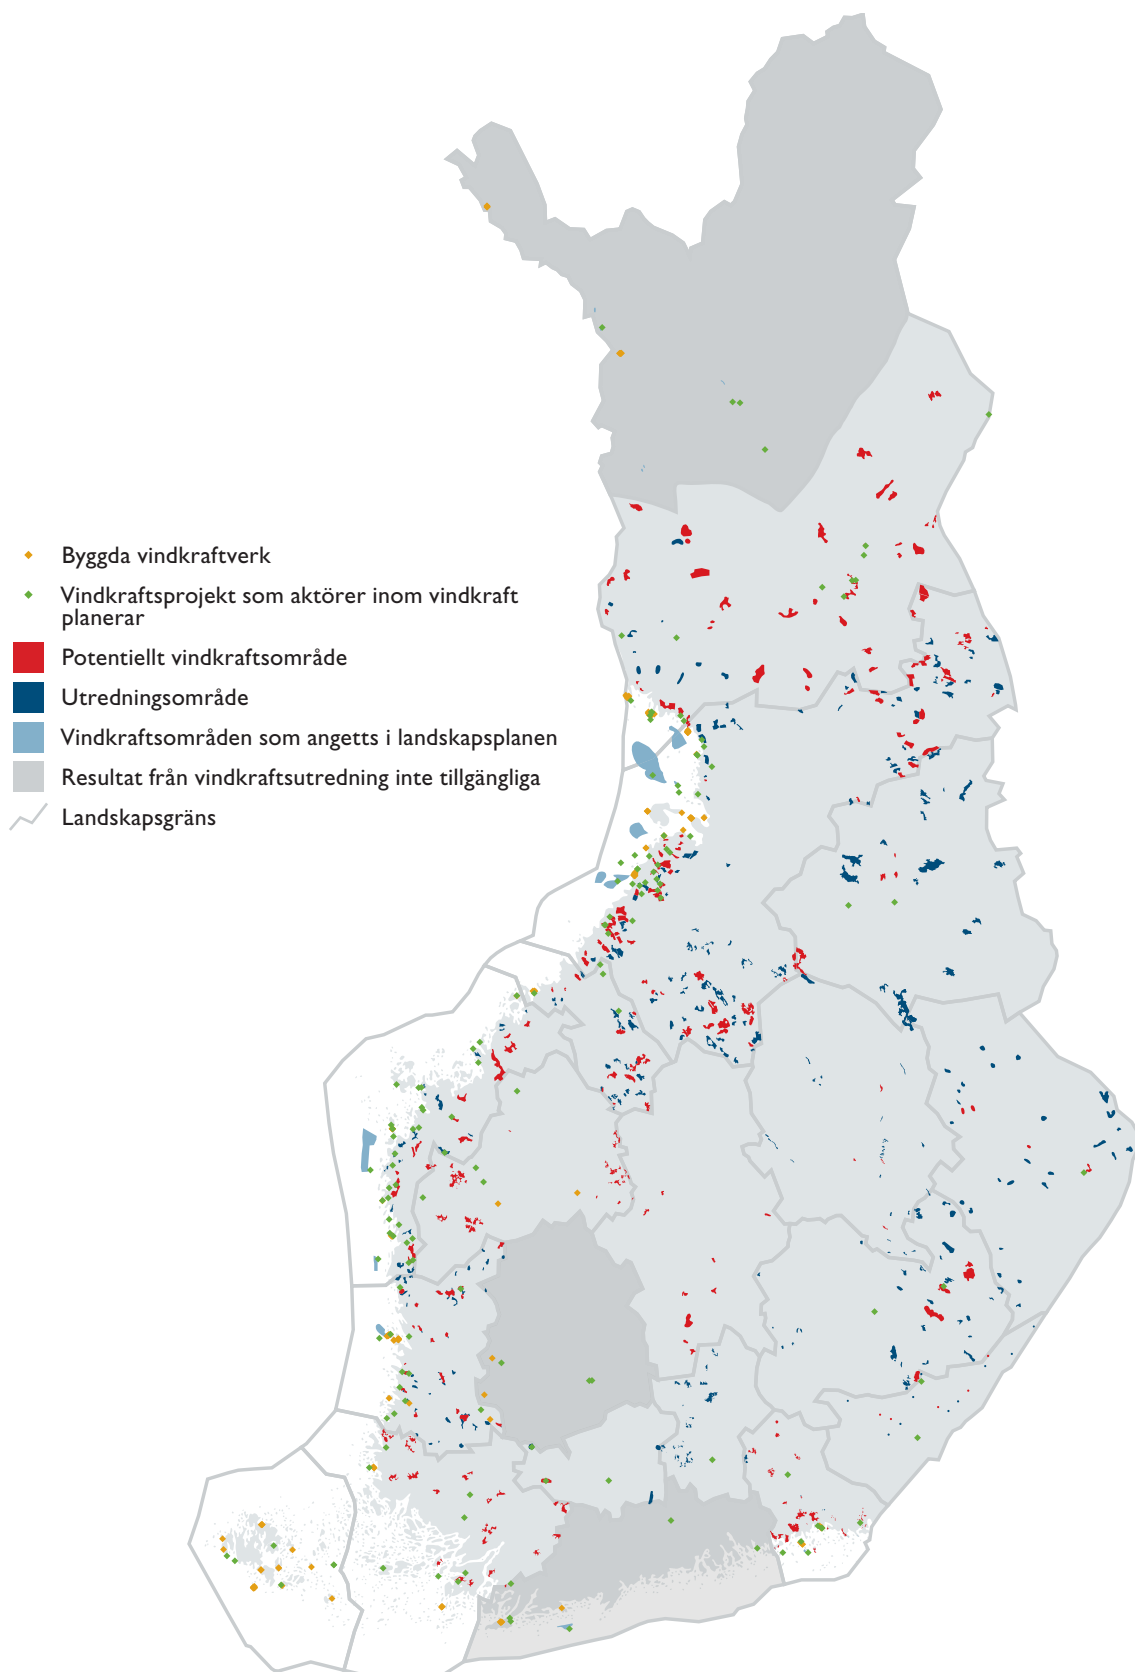 Byggda vindkraftverk
Vindkraftsprojekt som aktörer inom vindkraft
planerar
Potentiellt vindkraftsområde
Utredningsområde
Vindkraftsområden som angetts i landskapsplanen
Resultat från vindkraftsutredning inte tillgängliga
Landskapsgräns